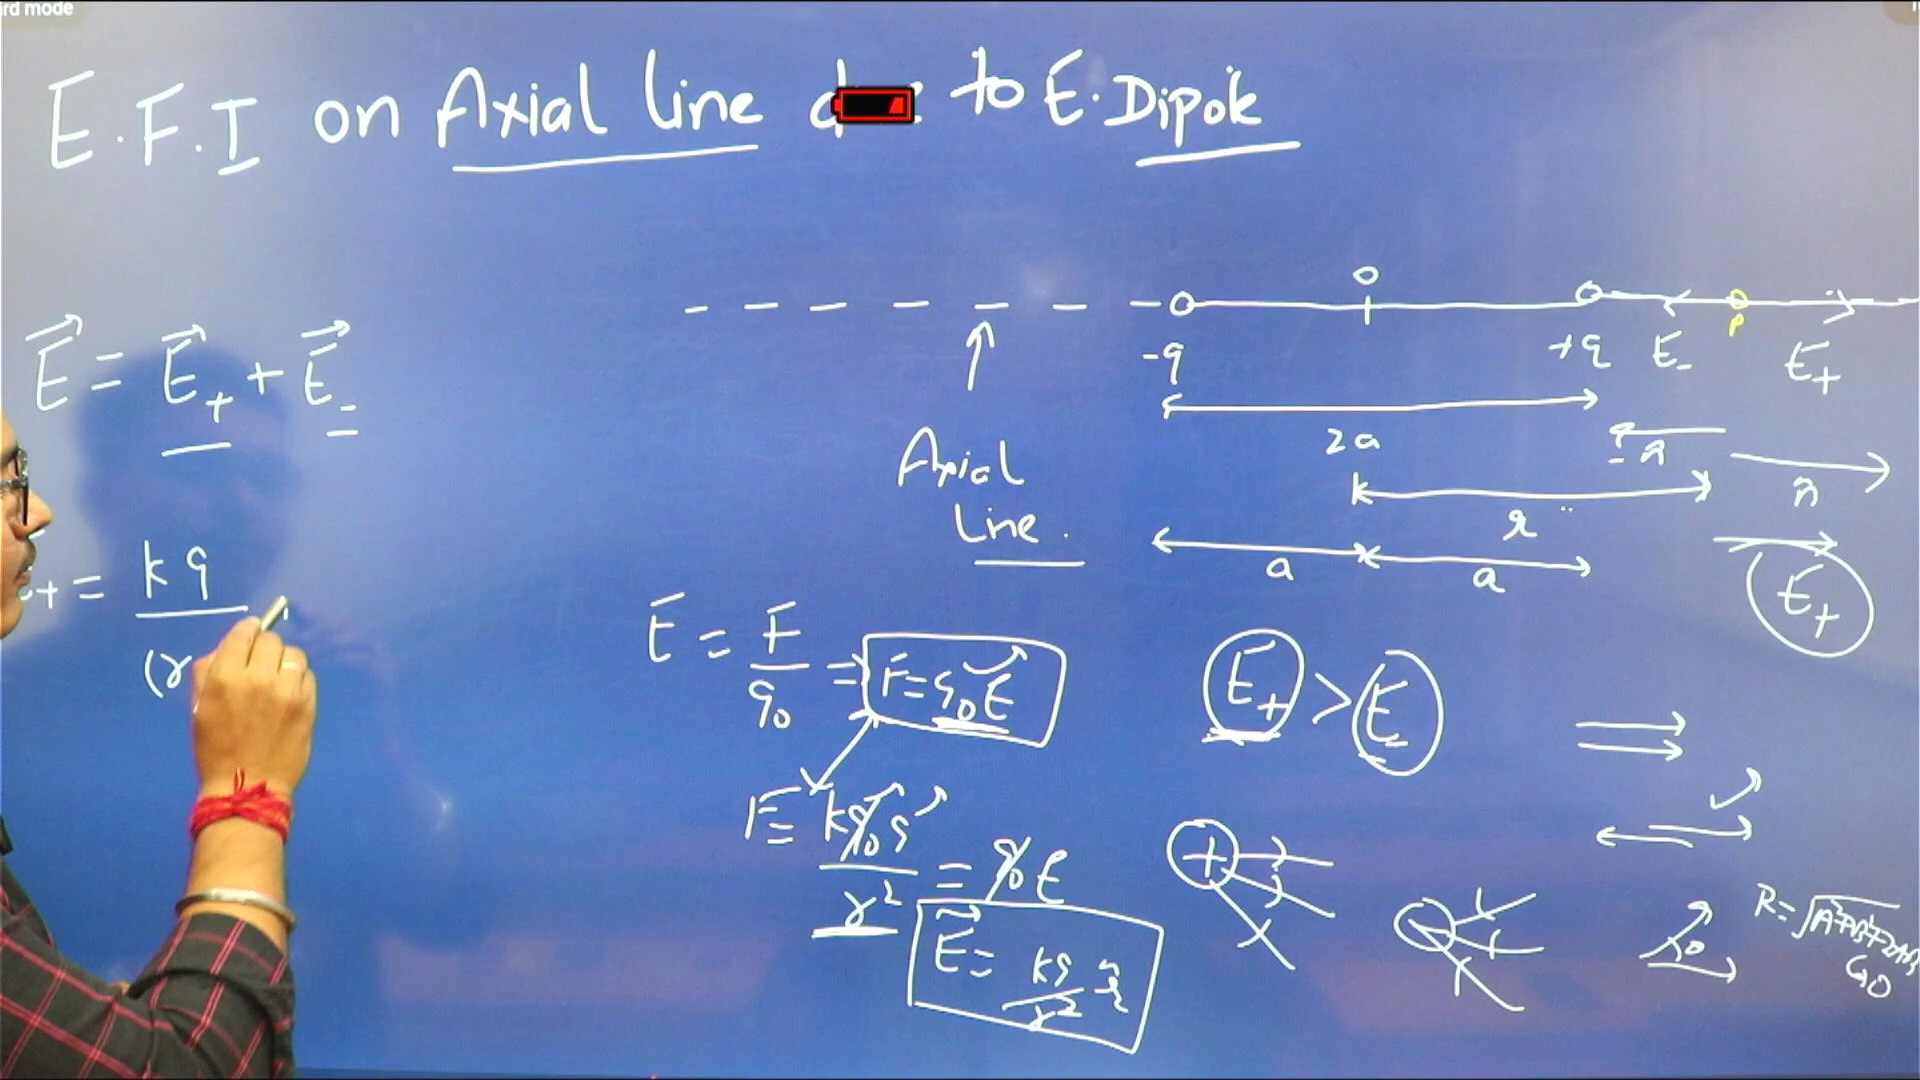 rd mode
E.F.I on Axial line to E. Dipole
E = E+ + E-
O
-q
+q
E-
P
E+
2a
-n̂
n̂
r
a
a
Axial
Line.
E+
+ = kq
(r
E = F/q0 = F = q0E
E+ > E-
F = kq0q/r² = q0E
E = kq/r² r̂
R = √A²+B²+2AB
Cosθ